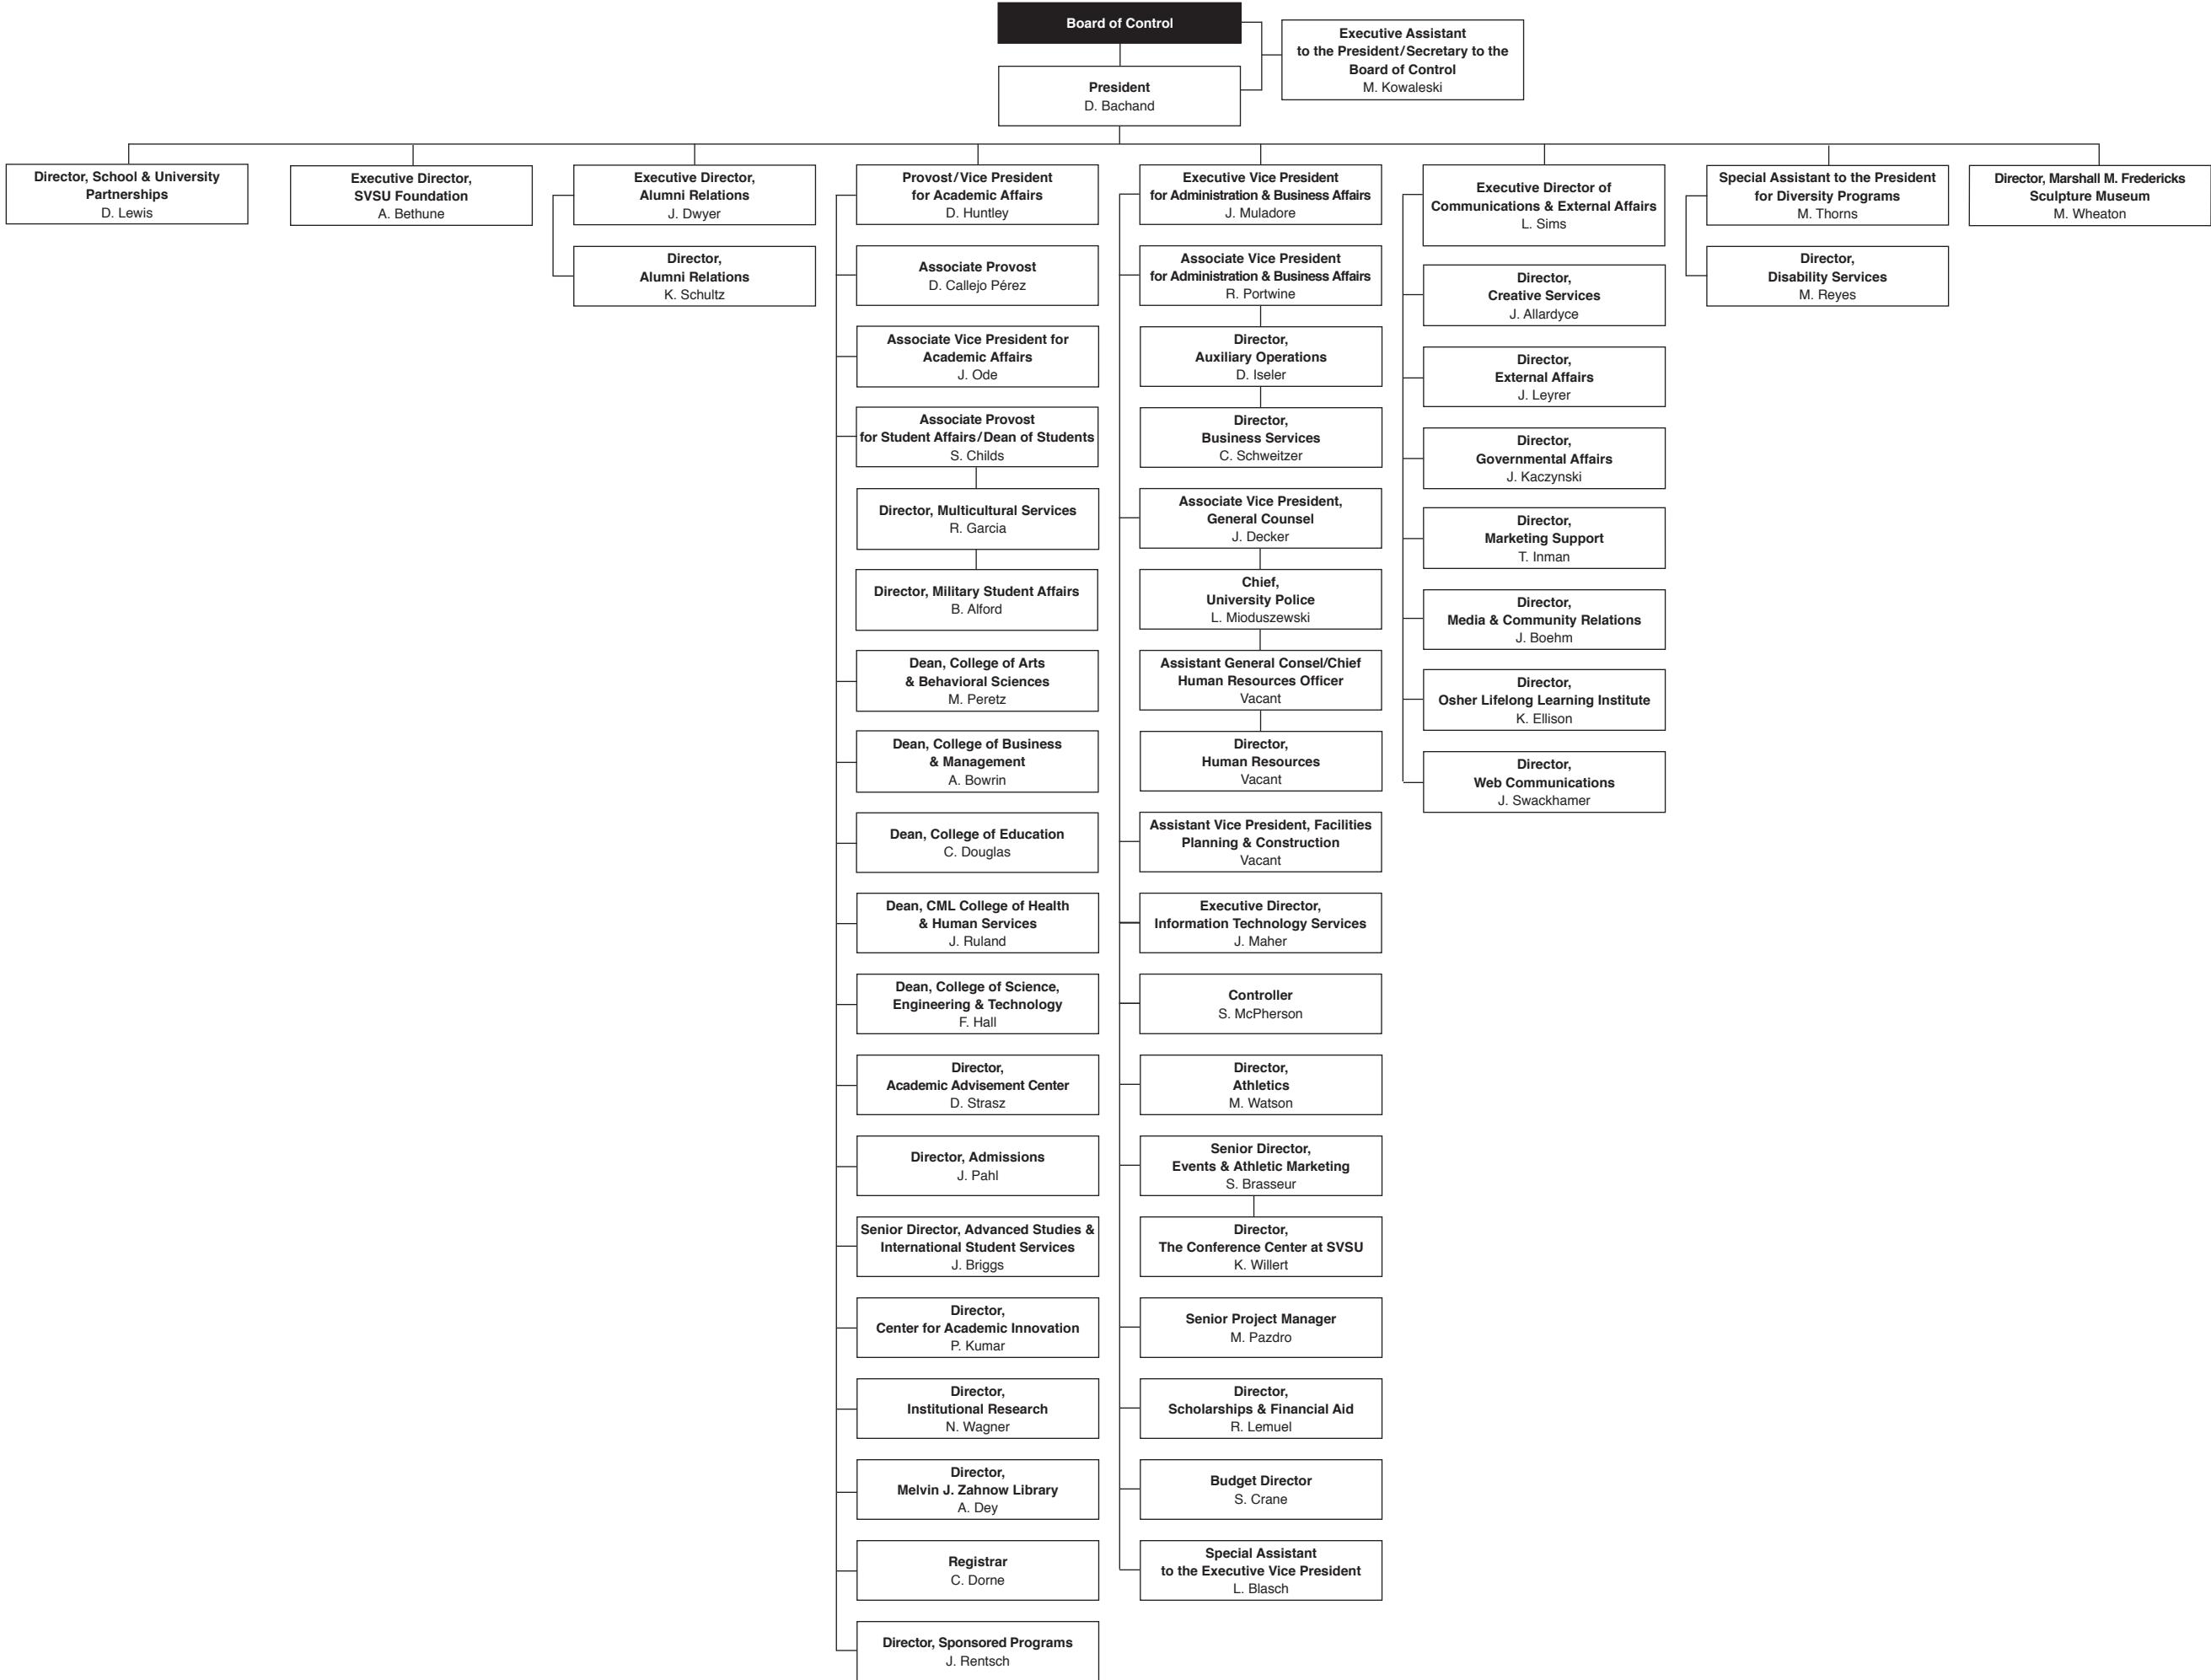 Board of Control
Executive Assistant
to the President/Secretary to the
Board of Control
M. Kowaleski
President
D. Bachand
Director, School & University
Partnerships
D. Lewis
Executive Director,
SVSU Foundation
A. Bethune
Executive Director,
Alumni Relations
J. Dwyer
Director,
Alumni Relations
K. Schultz
Provost/Vice President
for Academic Affairs
D. Huntley
Associate Provost
D. Callejo Pérez
Associate Vice President for
Academic Affairs
J. Ode
Associate Provost
for Student Affairs/Dean of Students
S. Childs
Director, Multicultural Services
R. Garcia
Director, Military Student Affairs
B. Alford
Dean, College of Arts
& Behavioral Sciences
M. Peretz
Dean, College of Business
& Management
A. Bowrin
Dean, College of Education
C. Douglas
Dean, CML College of Health
& Human Services
J. Ruland
Dean, College of Science,
Engineering & Technology
F. Hall
Director,
Academic Advisement Center
D. Strasz
Director, Admissions
J. Pahl
Senior Director, Advanced Studies &
International Student Services
J. Briggs
Director,
Center for Academic Innovation
P. Kumar
Director,
Institutional Research
N. Wagner
Director,
Melvin J. Zahnow Library
A. Dey
Registrar
C. Dorne
Director, Sponsored Programs
J. Rentsch
Executive Vice President
for Administration & Business Affairs
J. Muladore
Associate Vice President
for Administration & Business Affairs
R. Portwine
Director,
Auxiliary Operations
D. Iseler
Director,
Business Services
C. Schweitzer
Associate Vice President,
General Counsel
J. Decker
Chief,
University Police
L. Mioduszewski
Assistant General Consel/Chief
Human Resources Officer
Vacant
Director,
Human Resources
Vacant
Assistant Vice President, Facilities
Planning & Construction
Vacant
Executive Director,
Information Technology Services
J. Maher
Controller
S. McPherson
Director,
Athletics
M. Watson
Senior Director,
Events & Athletic Marketing
S. Brasseur
Director,
The Conference Center at SVSU
K. Willert
Senior Project Manager
M. Pazdro
Director,
Scholarships & Financial Aid
R. Lemuel
Budget Director
S. Crane
Special Assistant
to the Executive Vice President
L. Blasch
Executive Director of
Communications & External Affairs
L. Sims
Director,
Creative Services
J. Allardyce
Director,
External Affairs
J. Leyrer
Director,
Governmental Affairs
J. Kaczynski
Director,
Marketing Support
T. Inman
Director,
Media & Community Relations
J. Boehm
Director,
Osher Lifelong Learning Institute
K. Ellison
Director,
Web Communications
J. Swackhamer
Special Assistant to the President
for Diversity Programs
M. Thorns
Director,
Disability Services
M. Reyes
Director, Marshall M. Fredericks
Sculpture Museum
M. Wheaton